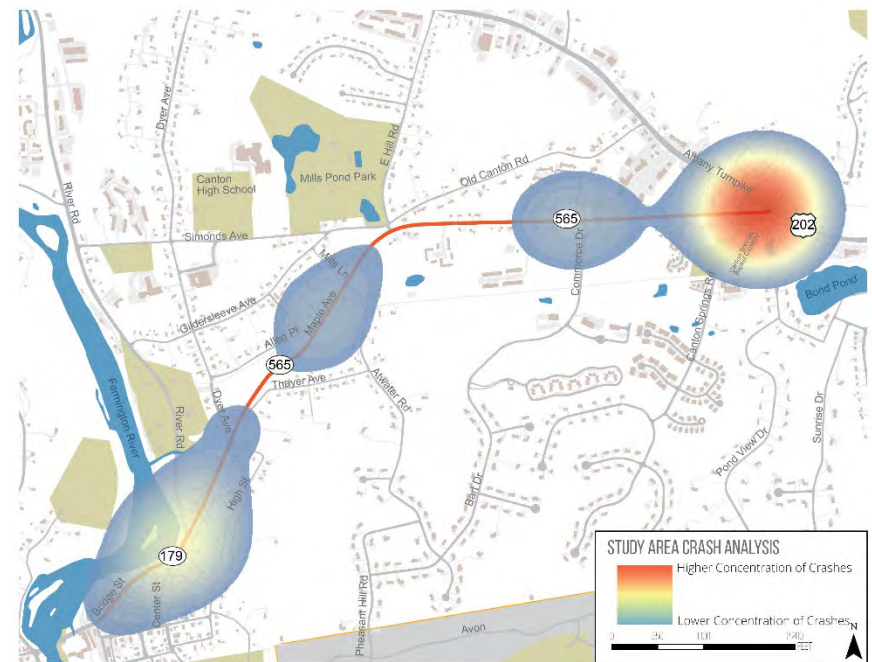 Dyer Ave
River Rd
Canton
High School
Mills Pond Park
E Hill Rd
Old Canton Rd
Albany Turnpike
565
202
Simonds Ave
Mills Ln
Commerce Dr
Canton Springs Rd
Bond Pond
Gildersleeve Ave
Maple Ave
Allen Pl
565
Thayer Ave
Atwater Rd
Farmington River
River Rd
Dyer Ave
High St
Bart Dr
Pond View Dr
Sunrise Dr
179
Bridge St
Center St
Pheasant Hill Rd
Avon
STUDY AREA CRASH ANALYSIS
Higher Concentration of Crashes
Lower Concentration of Crashes
N
0
FEET